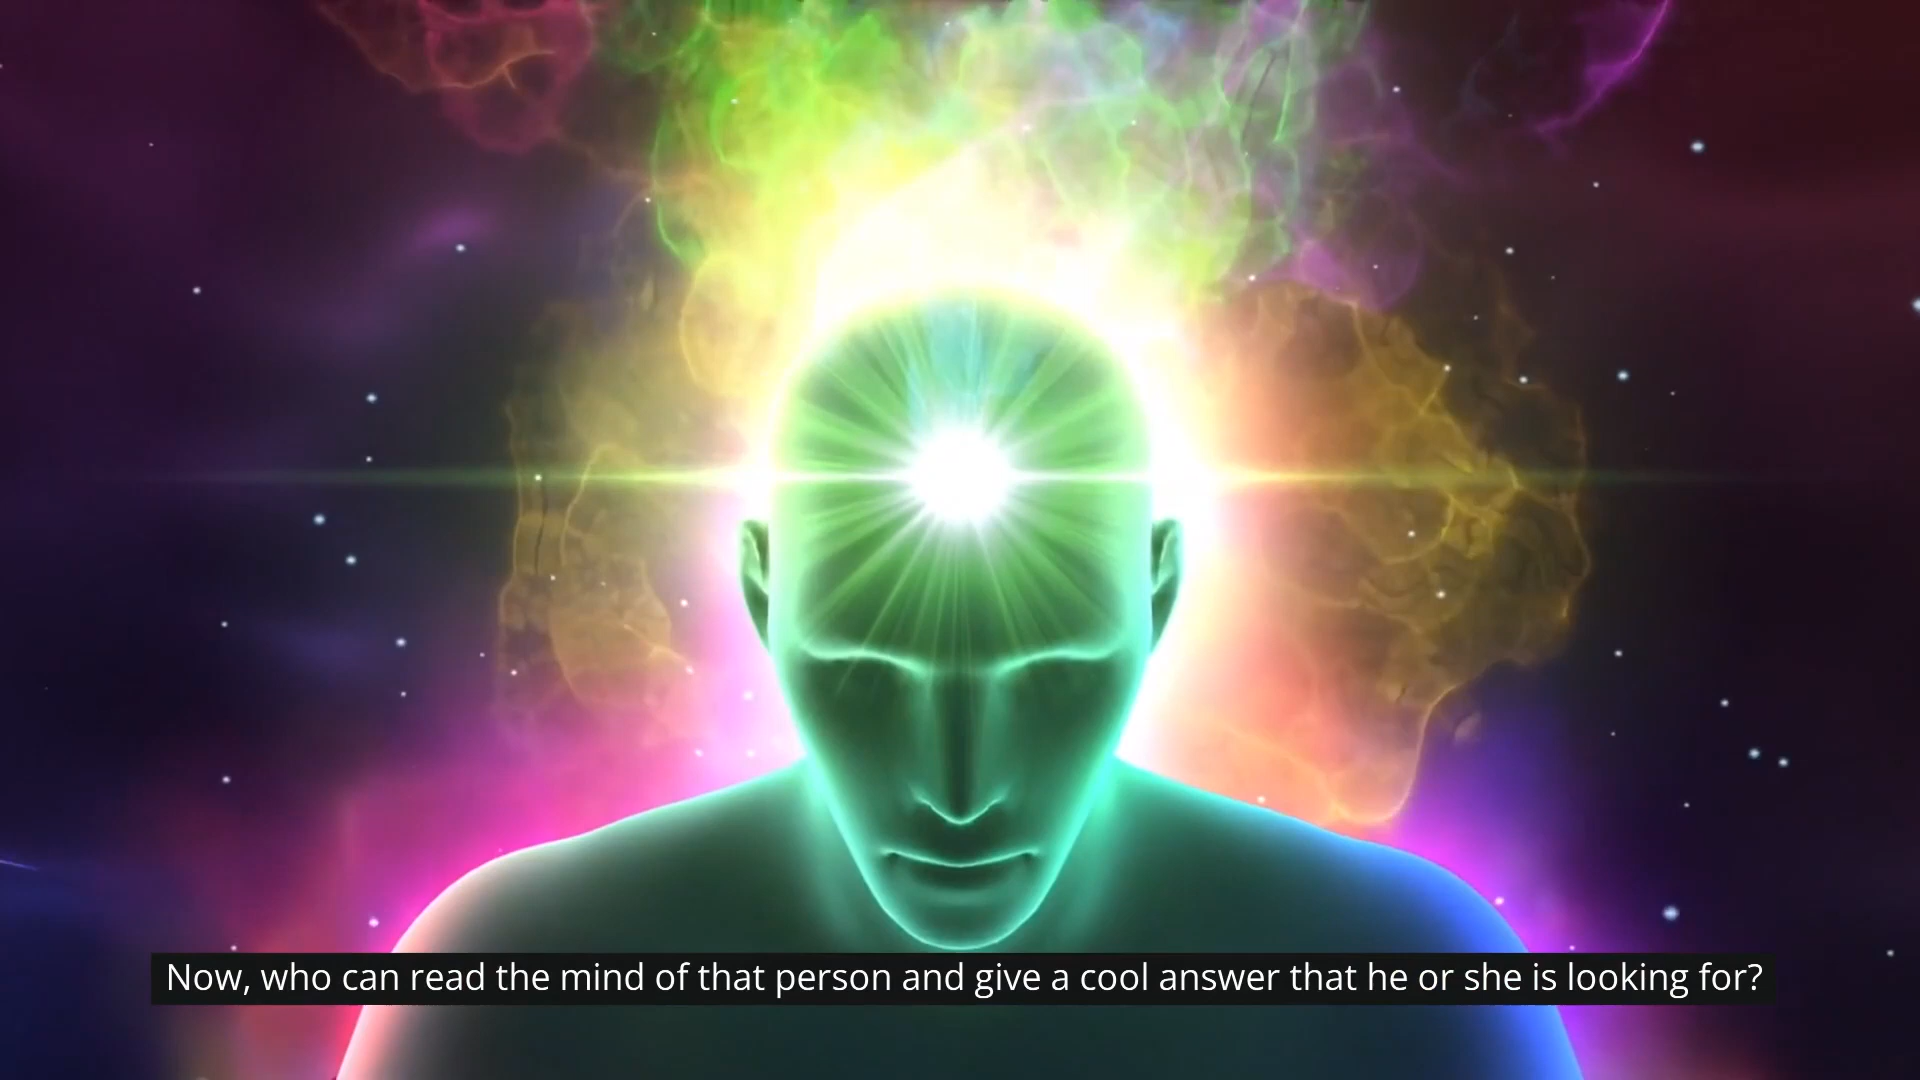 Now, who can read the mind of that person and give a cool answer that he or she is looking for?